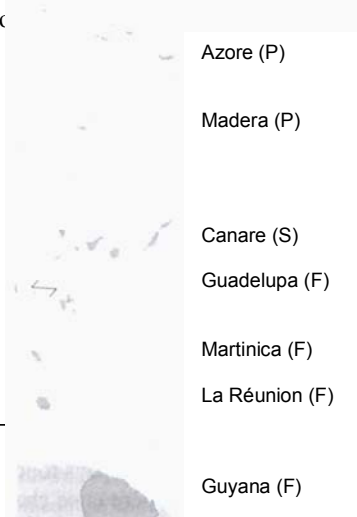 Azore (P)
Madera (P)
Canare (S)
Guadelupa (F)
Martinica (F)
La Réunion (F)
Guyana (F)